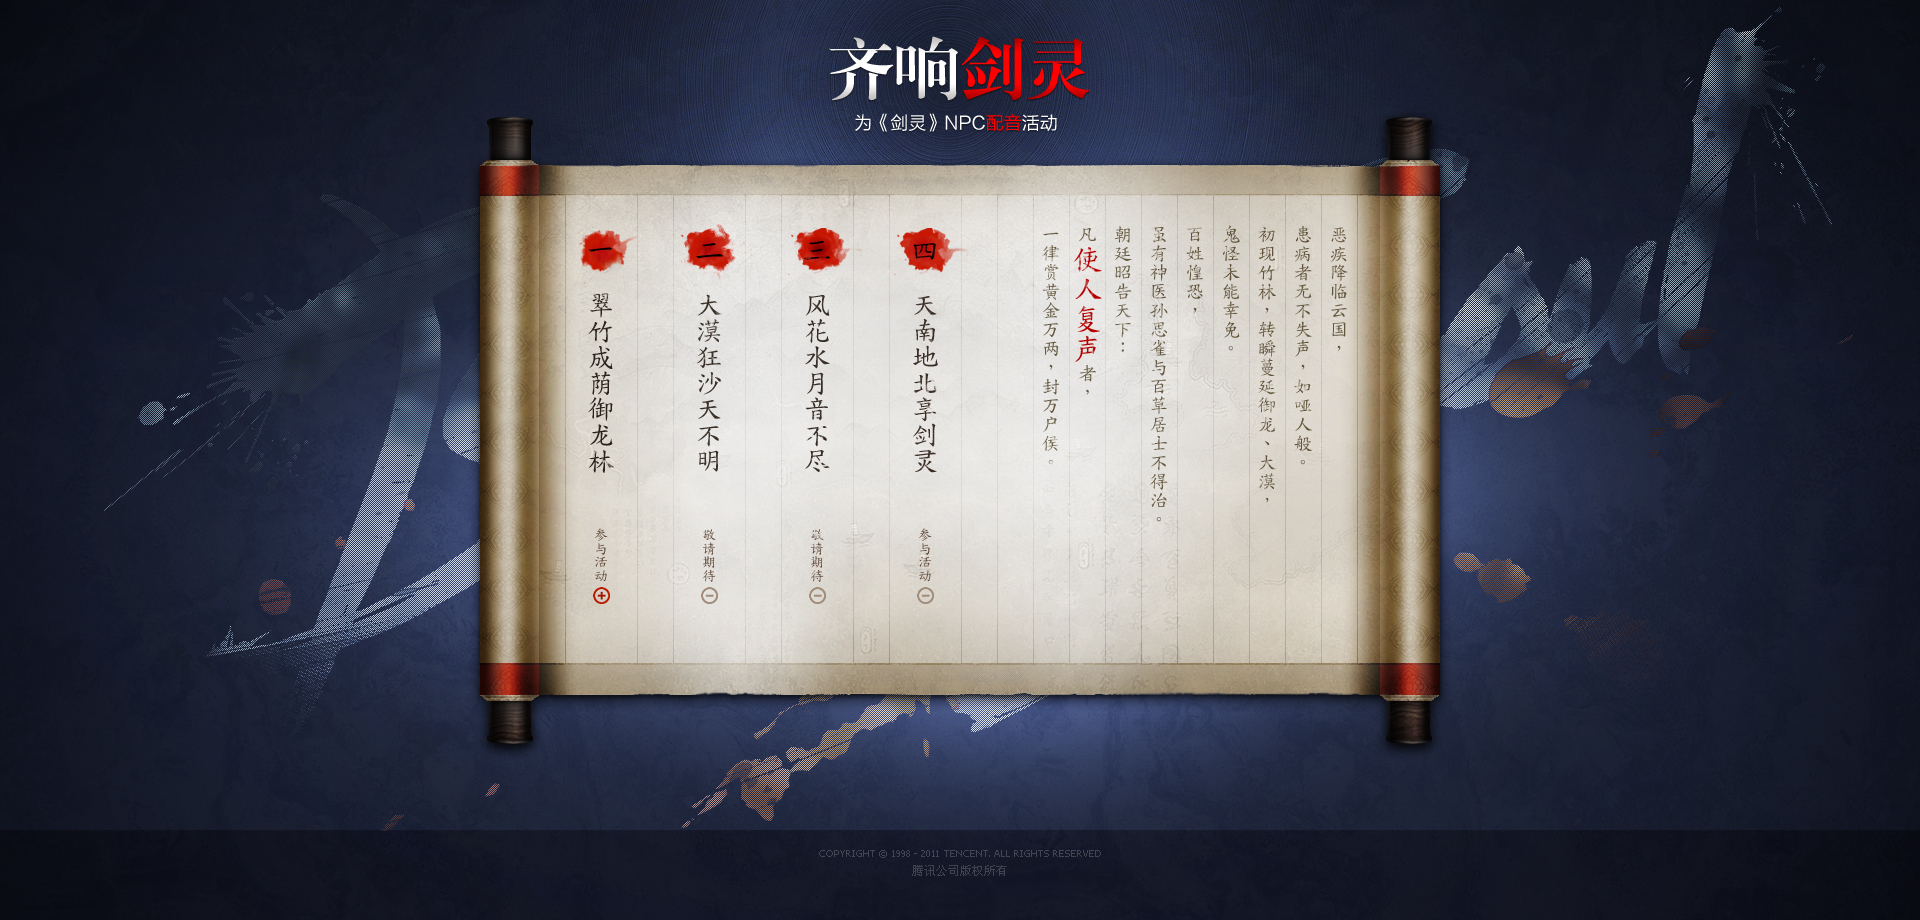 齐响剑灵
为《剑灵》NPC配音活动
恶疾降临云国，
患病者无不失声，如哑人般。
初现竹林，转瞬蔓延御龙、大漠，
鬼怪未能幸免。
百姓惶恐，
虽有神医孙思雀与百草居士不得治。
朝廷昭告天下：
凡使人复声者，
一律赏黄金万两，封万户侯。
四
天南地北享剑灵
参与活动
三
风花水月音不尽
敬请期待
二
大漠狂沙天不明
敬请期待
一
翠竹成荫御龙林
参与活动
COPYRIGHT © 1998 - 2011 TENCENT. ALL RIGHTS RESERVED
腾讯公司版权所有